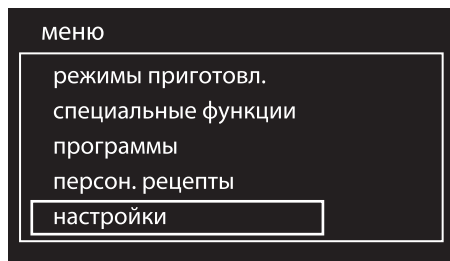 меню
режимы приготовл.
специальные функции
программы
персон. рецепты
настройки